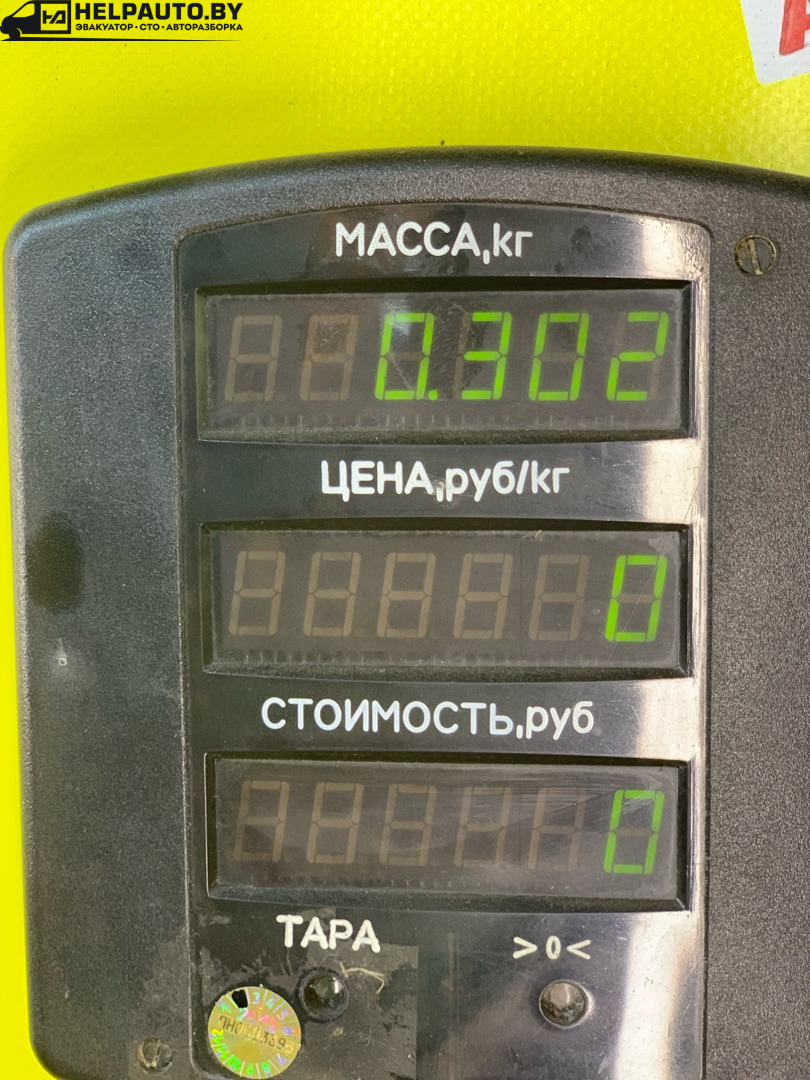 HELPAUTO.BY
ЭВАКУАТОР • СТО • АВТОРАЗБОРКА
МАССА,кг
0.302
ЦЕНА,руб/кг
0
СТОИМОСТЬ,руб
0
ТАРА >0<